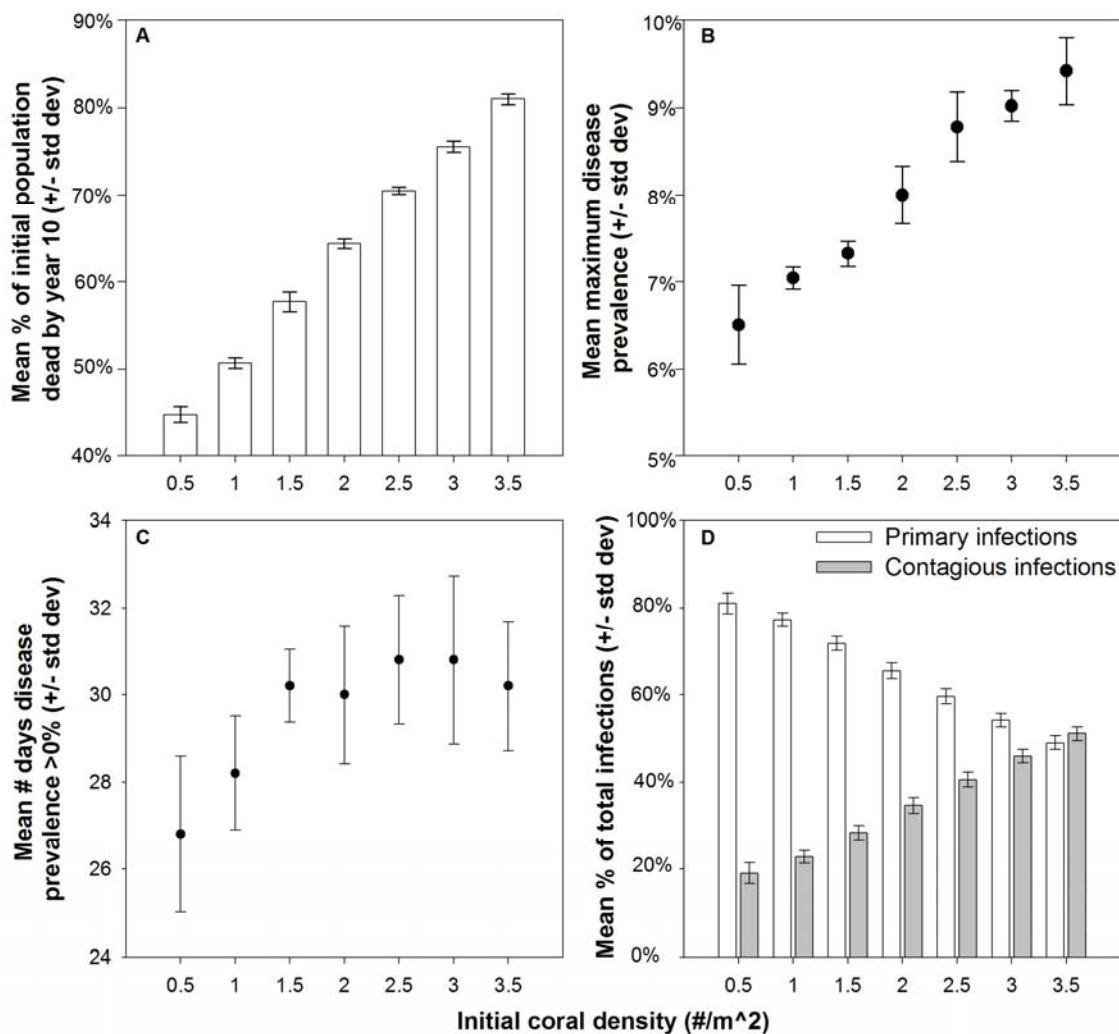 A
Mean % of initial population
dead by year 10 (+/- std dev)
90%
80%
70%
60%
50%
40%
0.5 1 1.5 2 2.5 3 3.5
B
Mean maximum disease
prevalence (+/- std dev)
10%
9%
8%
7%
6%
5%
0.5 1 1.5 2 2.5 3 3.5
C
Mean # days disease
prevalence >0% (+/- std dev)
34
32
30
28
26
24
0.5 1 1.5 2 2.5 3 3.5
D
Primary infections
Contagious infections
Mean % of total infections (+/- std dev)
100%
80%
60%
40%
20%
0%
0.5 1 1.5 2 2.5 3 3.5
Initial coral density (#/m^2)